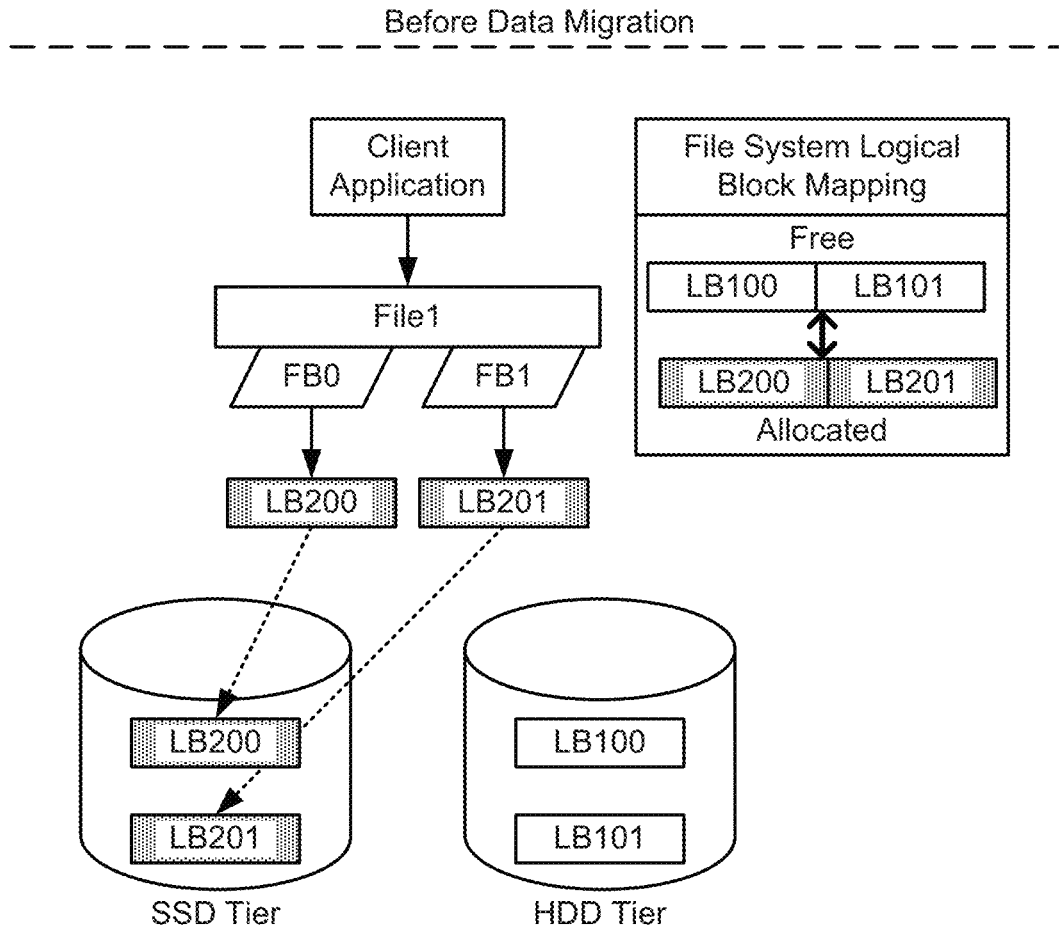 Before Data Migration
Client
Application
File1
FB0 FB1
LB200 LB201
File System Logical
Block Mapping
Free
LB100 LB101
LB200 LB201
Allocated
LB200
LB201
SSD Tier
LB100
LB101
HDD Tier